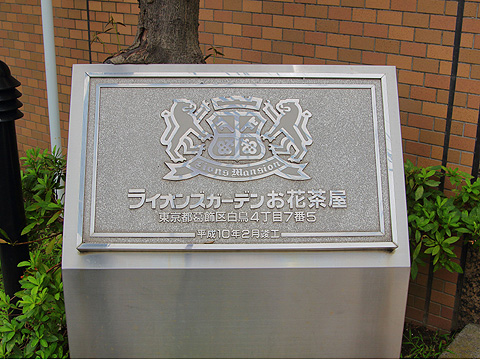 Lions Mansion
ライオンズガーデンお花茶屋
東京都葛飾区白鳥4丁目7番5
平成10年2月竣工